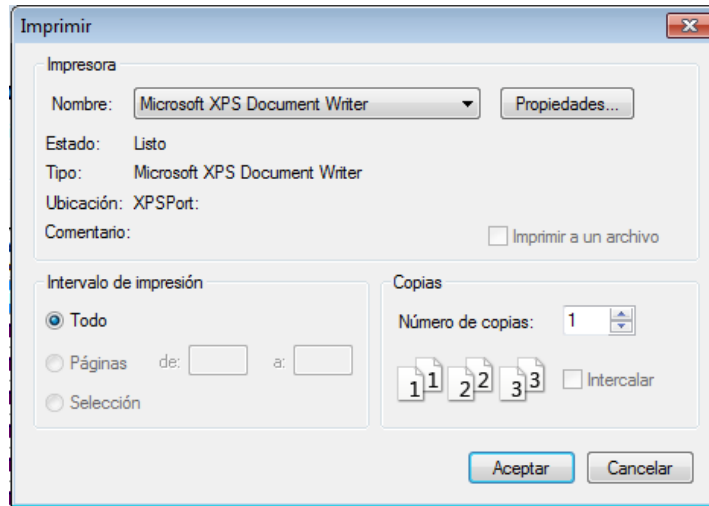 Imprimir
Impresora
Nombre: Microsoft XPS Document Writer Propiedades...
Estado: Listo
Tipo: Microsoft XPS Document Writer
Ubicación: XPSPort:
Comentario: Imprimir a un archivo
Intervalo de impresión
Todo
Páginas de: a:
Selección
Copias
Número de copias: 1
1 1 2 2 3 3 Intercalar
Aceptar Cancelar